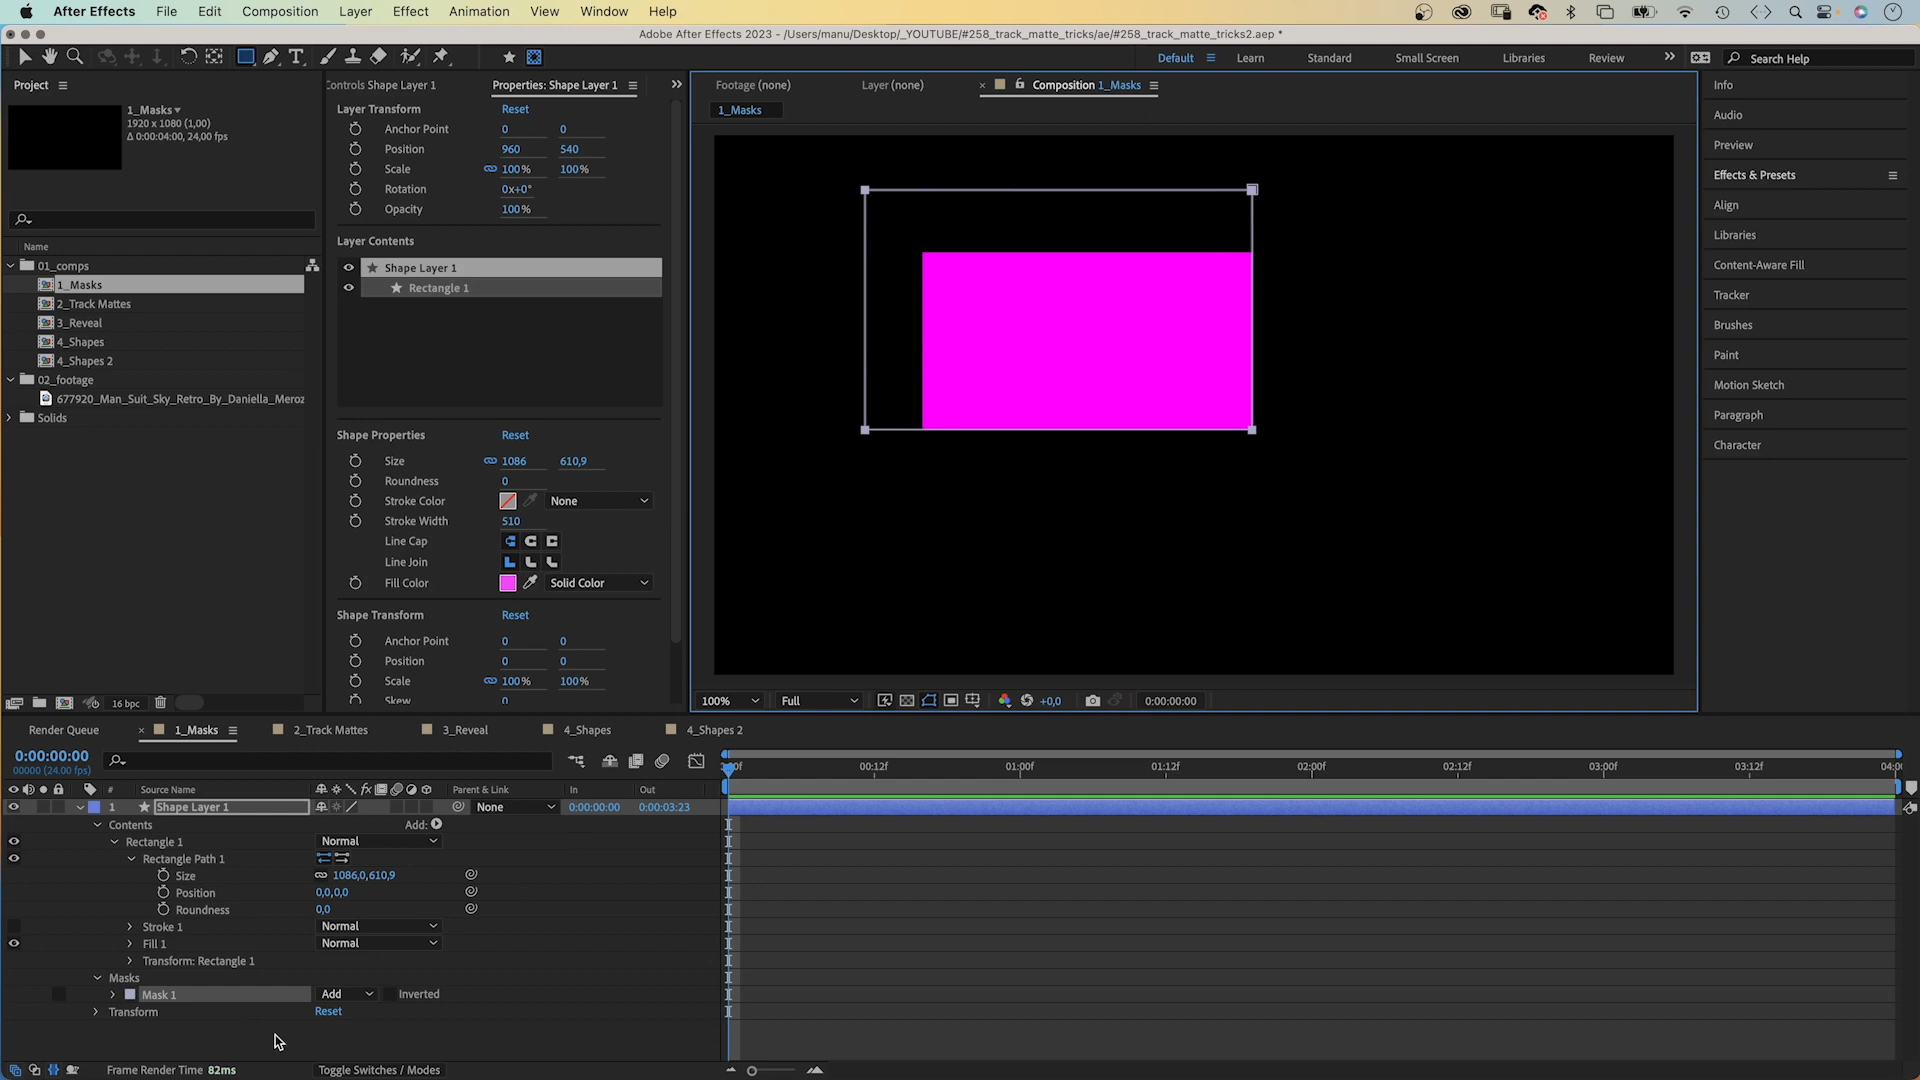 After Effects File Edit Composition Layer Effect Animation View Window Help
Adobe After Effects 2023 - /Users/manu/Desktop/_YOUTUBE/#258_track_matte_tricks/ae/#258_track_matte_tricks2.aep *
Default Learn Standard Small Screen Libraries Review Search Help
Project
1_Masks
1920 x 1080 (1,00)
Δ 0:00:04:00, 24,00 fps
Name
01_comps
1_Masks
2_Track Mattes
3_Reveal
4_Shapes
4_Shapes 2
02_footage
677920_Man_Suit_Sky_Retro_By_Daniella_Meroz
Solids
16 bpc
Controls Shape Layer 1 Properties: Shape Layer 1
Layer Transform Reset
Anchor Point 0 0
Position 960 540
Scale 100% 100%
Rotation 0x+0°
Opacity 100%
Layer Contents
Shape Layer 1
Rectangle 1
Shape Properties Reset
Size 1086 610,9
Roundness 0
Stroke Color None
Stroke Width 510
Line Cap
Line Join
Fill Color Solid Color
Shape Transform Reset
Anchor Point 0 0
Position 0 0
Scale 100% 100%
Skew 0
Footage (none) Layer (none) Composition 1_Masks
1_Masks
100% Full +0,0 0:00:00:00
Info
Audio
Preview
Effects & Presets
Align
Libraries
Content-Aware Fill
Tracker
Brushes
Paint
Motion Sketch
Paragraph
Character
Render Queue 1_Masks 2_Track Mattes 3_Reveal 4_Shapes 4_Shapes 2
0:00:00:00
00000 (24.00 fps)
00:12f 01:00f 01:12f 02:00f 02:12f 03:00f 03:12f
# Source Name Parent & Link In Out
1 Shape Layer 1 None 0:00:00:00 0:00:03:23
Contents Add:
Rectangle 1 Normal
Rectangle Path 1
Size 1086,0,610,9
Position 0,0,0,0
Roundness 0,0
Stroke 1 Normal
Fill 1 Normal
Transform: Rectangle 1
Masks
Mask 1 Add Inverted
Transform Reset
Frame Render Time 82ms Toggle Switches / Modes